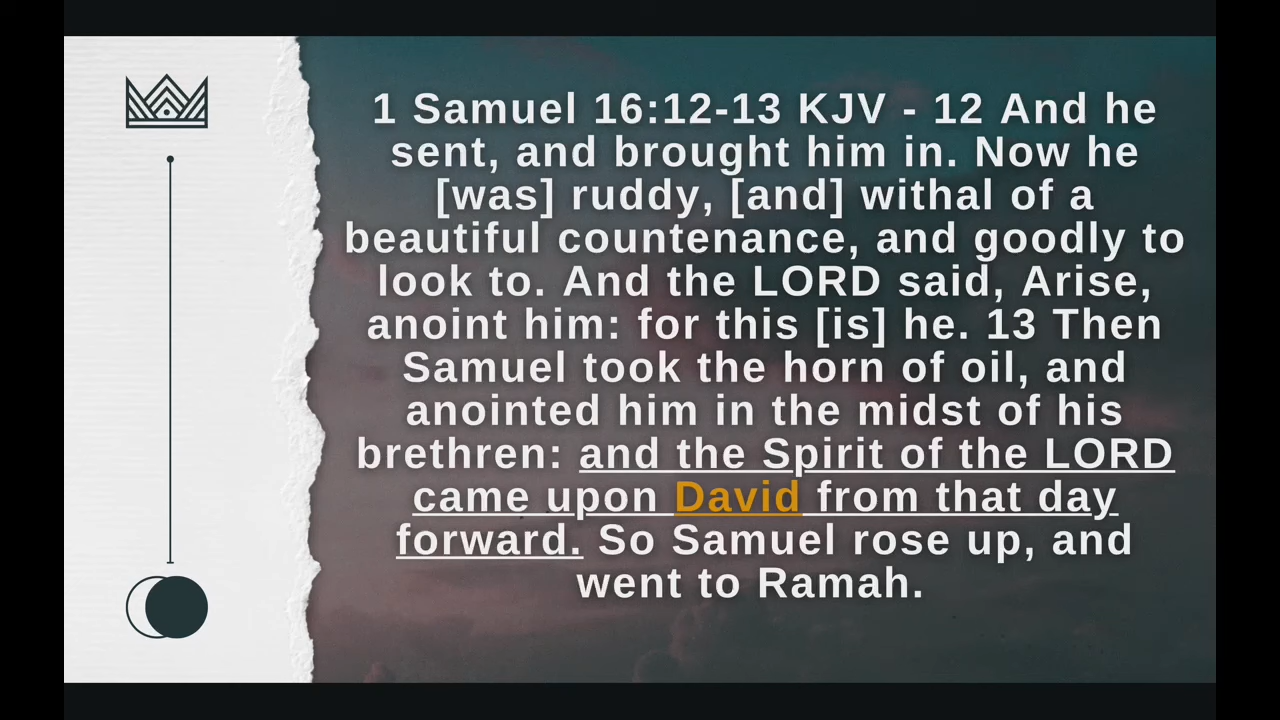 1 Samuel 16:12-13 KJV - 12 And he
sent, and brought him in. Now he
[was] ruddy, [and] withal of a
beautiful countenance, and goodly to
look to. And the LORD said, Arise,
anoint him: for this [is] he. 13 Then
Samuel took the horn of oil, and
anointed him in the midst of his
brethren: and the Spirit of the LORD
came upon David from that day
forward. So Samuel rose up, and
went to Ramah.